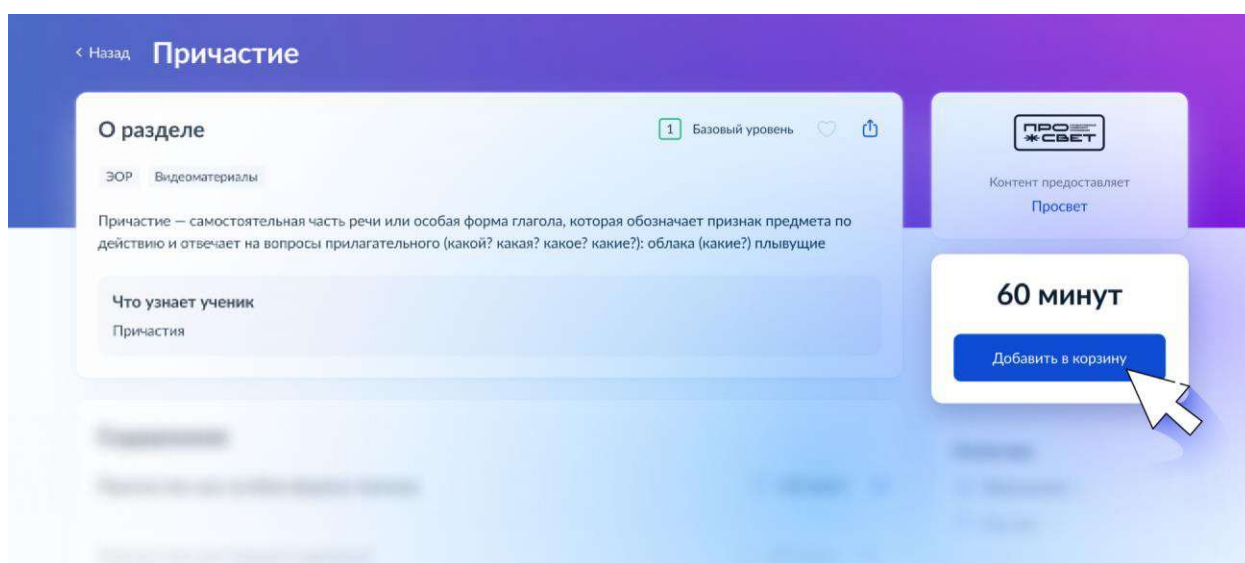 < Назад Причастие
О разделе
1 Базовый уровень
ЭОР Видеоматериалы
Причастие — самостоятельная часть речи или особая форма глагола, которая обозначает признак предмета по
действию и отвечает на вопросы прилагательного (какой? какая? какое? какие?): облака (какие?) плывущие
Что узнает ученик
Причастия
ПРО
СВЕТ
Контент предоставляет
Просвет
60 минут
Добавить в корзину